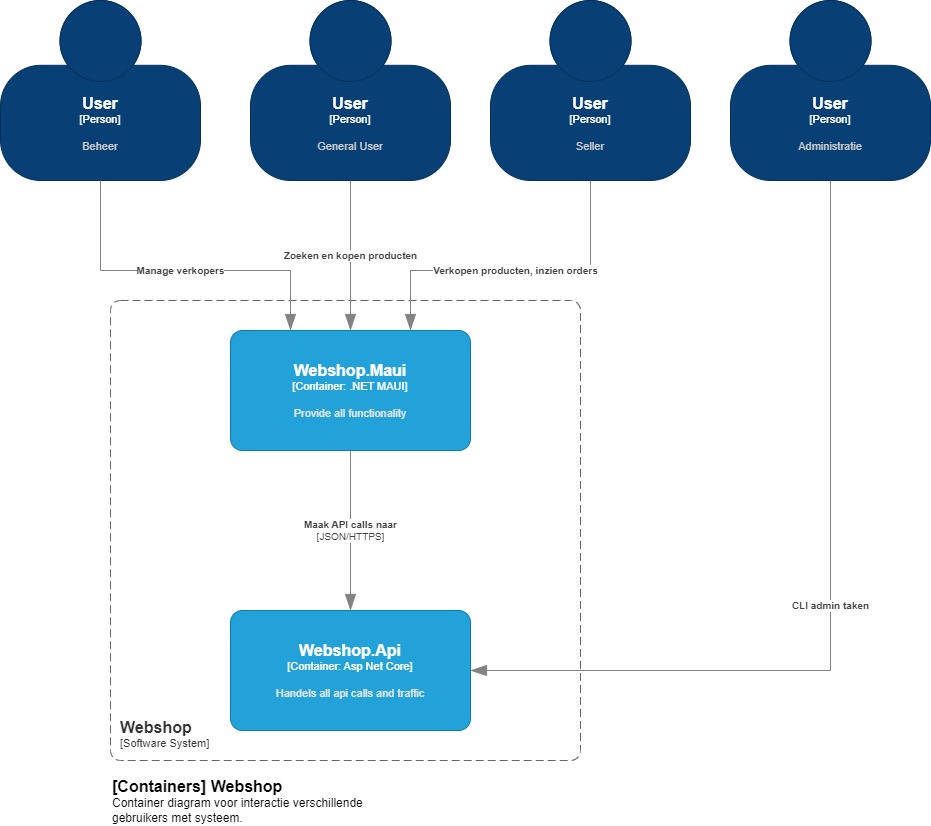 User
[Person]
Beheer
User
[Person]
General User
User
[Person]
Seller
User
[Person]
Administratie
Zoeken en kopen producten
Manage verkopers
Verkopen producten, inzien orders
Webshop.Maui
[Container: .NET MAUI]
Provide all functionality
Maak API calls naar
[JSON/HTTPS]
CLI admin taken
Webshop.Api
[Container: Asp Net Core]
Handels all api calls and traffic
Webshop
[Software System]
[Containers] Webshop
Container diagram voor interactie verschillende
gebruikers met systeem.